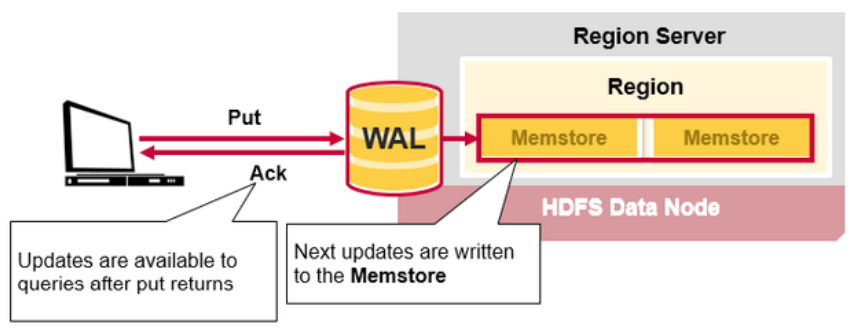 Region Server
Region
Put
WAL
Memstore
Memstore
Ack
HDFS Data Node
Updates are available to
queries after put returns
Next updates are written
to the Memstore